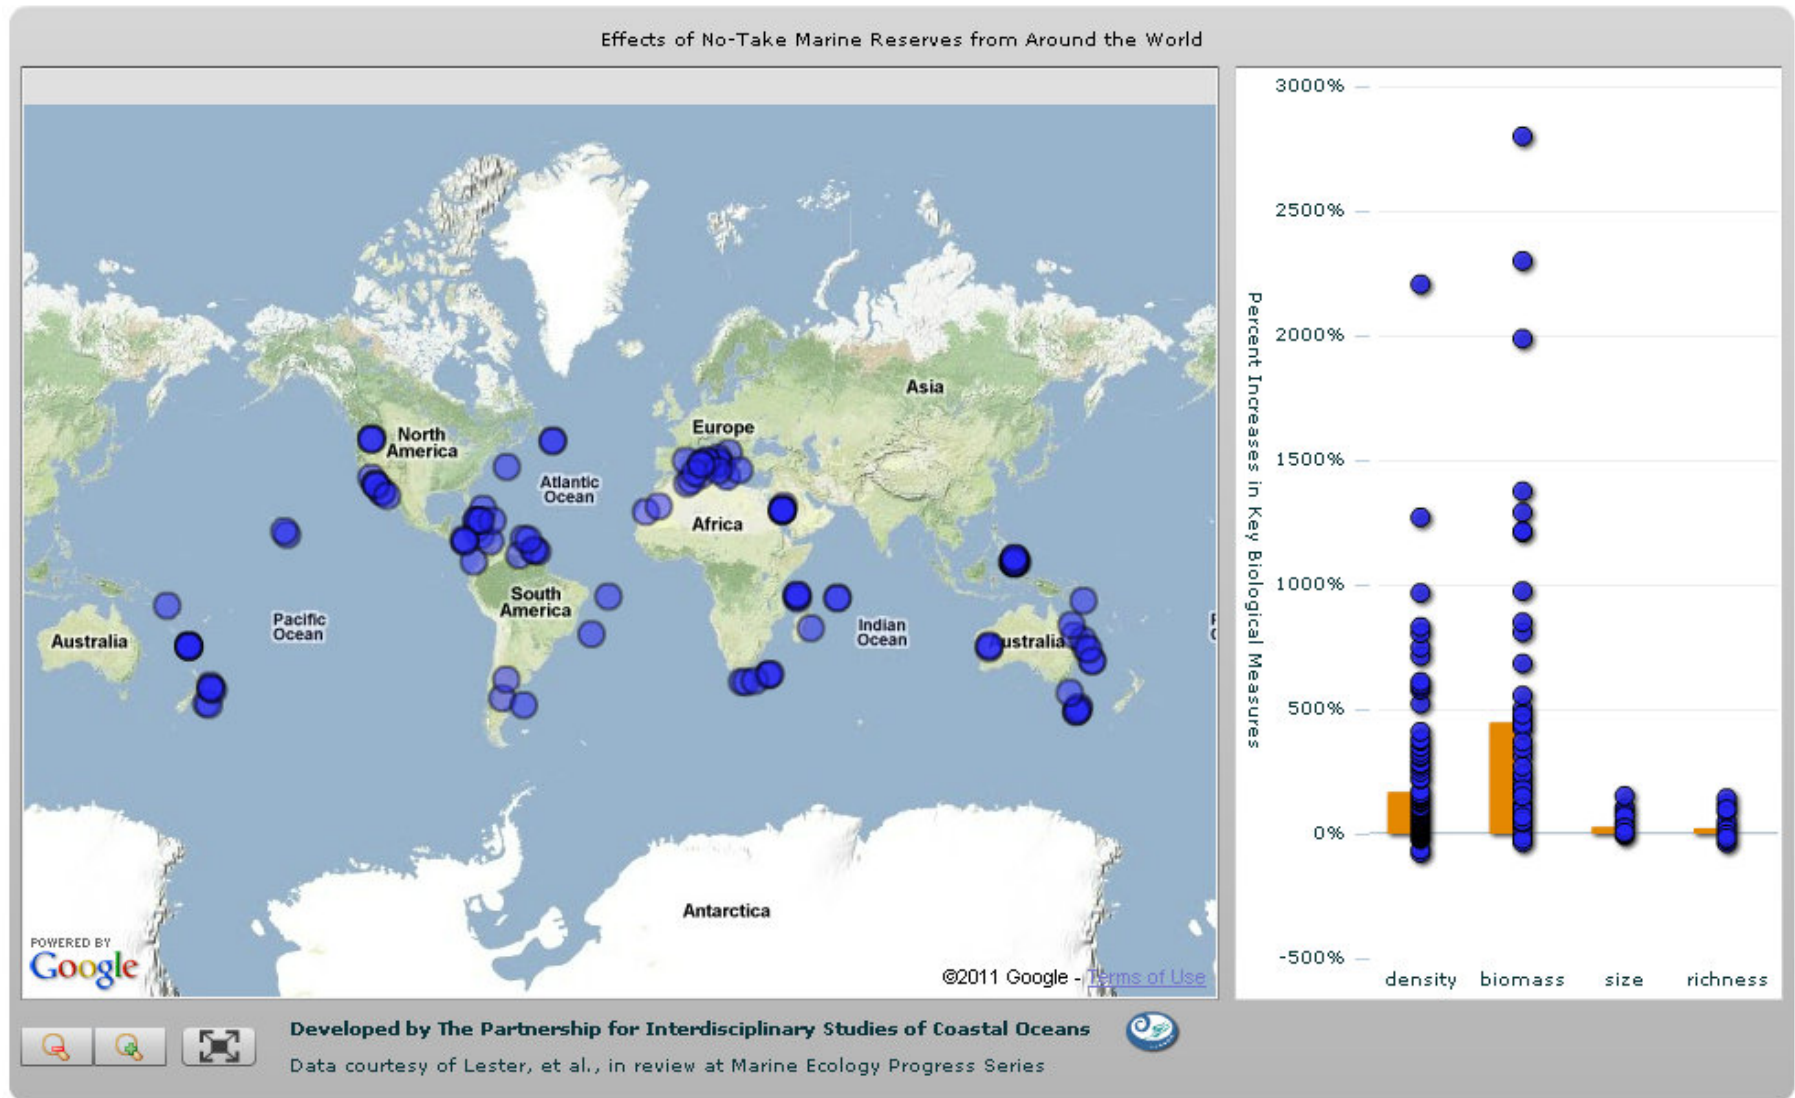 Effects of No-Take Marine Reserves from Around the World
Asia
Europe
North
America
Atlantic
Ocean
Africa
South
America
Pacific
Ocean
Indian
Ocean
Australia
ustralia
Antarctica
POWERED BY
Google
©2011 Google - Terms of Use
3000%
2500%
2000%
1500%
1000%
500%
0%
-500%
Percent Increases in Key Biological Measures
density biomass size richness
Developed by The Partnership for Interdisciplinary Studies of Coastal Oceans
Data courtesy of Lester, et al., in review at Marine Ecology Progress Series